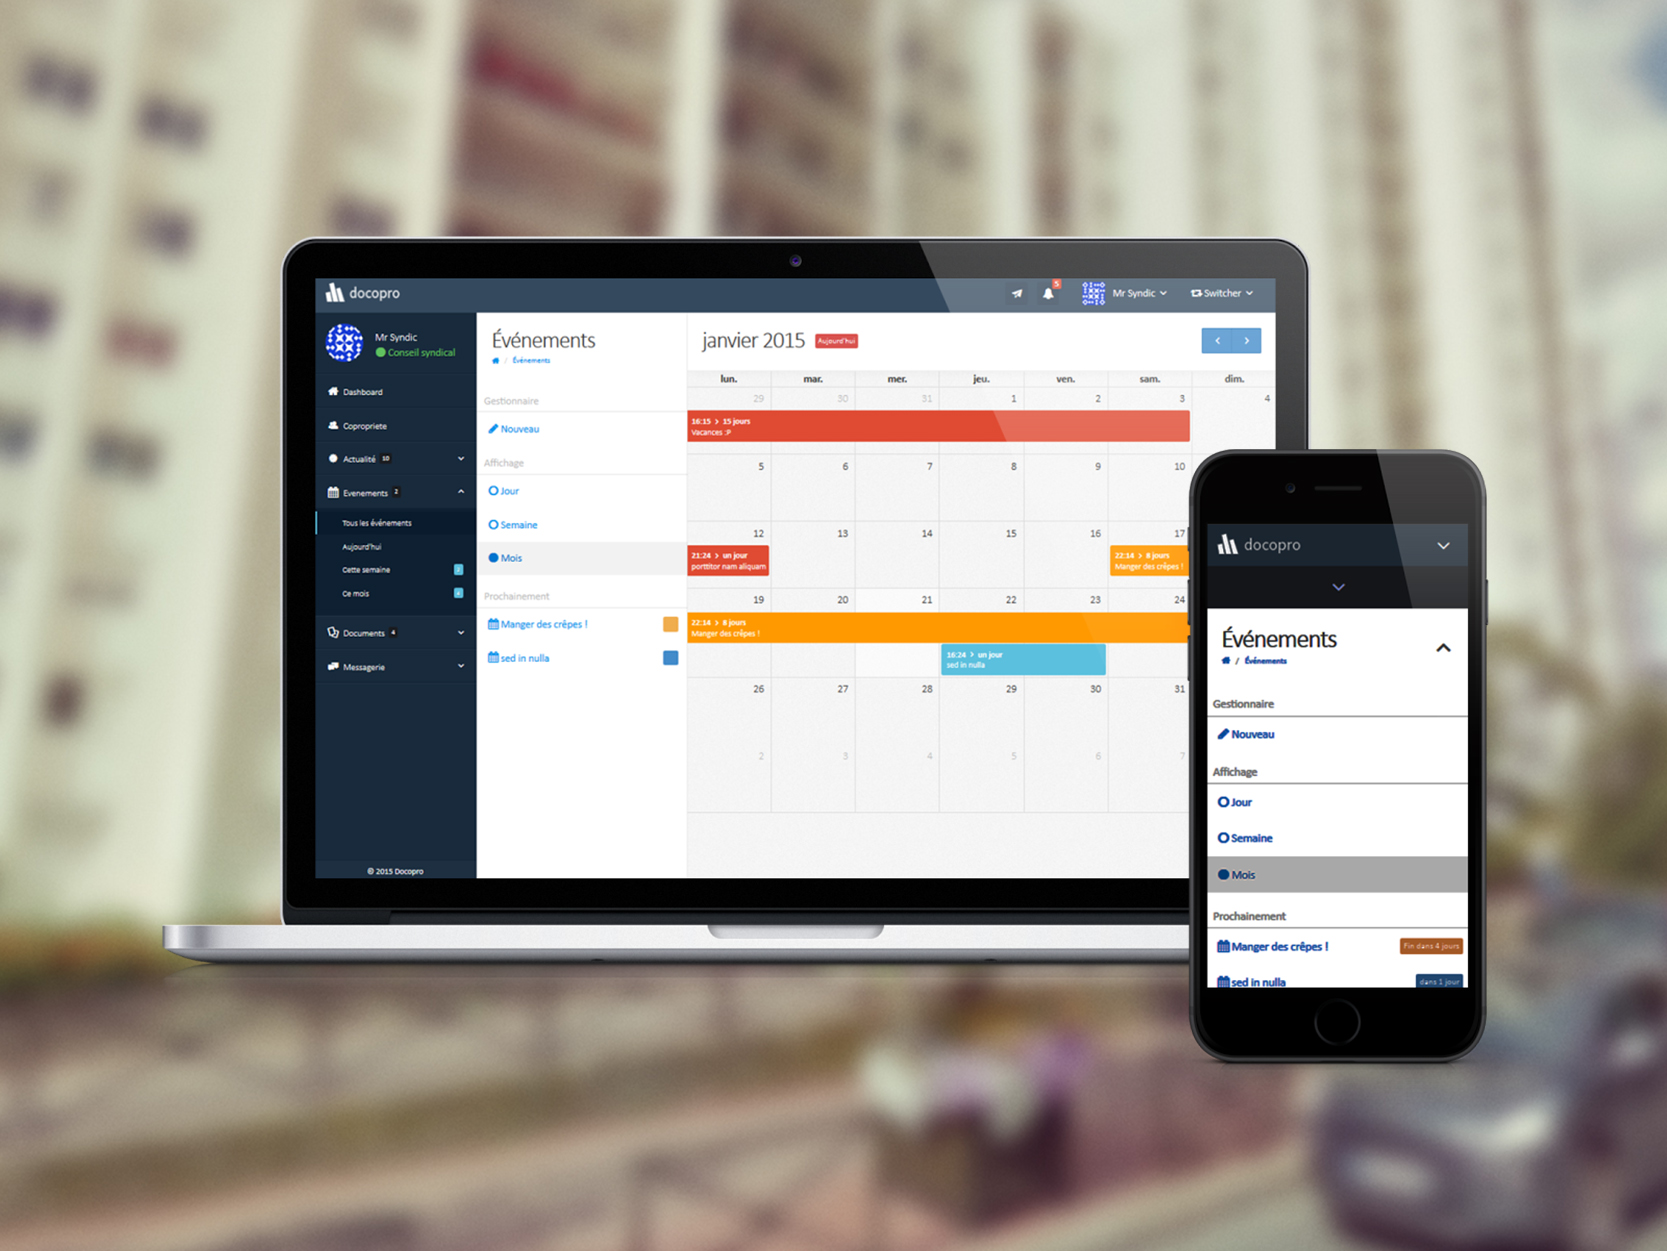 docopro
5
Mr Syndic
Switcher
Mr Syndic
Conseil syndical
Dashboard
Copropriete
Actualité 10
Evenements 2
Tous les événements
Aujourd'hui
Cette semaine
Ce mois
Documents 4
Messagerie
© 2015 Docopro
Événements
/ Événements
Gestionnaire
Nouveau
Affichage
Jour
Semaine
Mois
Prochainement
Manger des crêpes !
sed in nulla
janvier 2015 Aujourd'hui
lun. mar. mer. jeu. ven. sam. dim.
29 30 31 1 2 3 4
16:15 > 15 jours
Vacances :P
5 6 7 8 9 10
12 13 14 15 16 17
21:24 > un jour
porttitor nam aliquam
22:14 > 8 jours
Manger des crêpes !
19 20 21 22 23 24
22:14 > 8 jours
Manger des crêpes !
16:24 > un jour
sed in nulla
26 27 28 29 30 31
2 3 4 5 6 7
docopro
Événements
/ Événements
Gestionnaire
Nouveau
Affichage
Jour
Semaine
Mois
Prochainement
Manger des crêpes ! Fin dans 4 jours
sed in nulla dans 1 jour